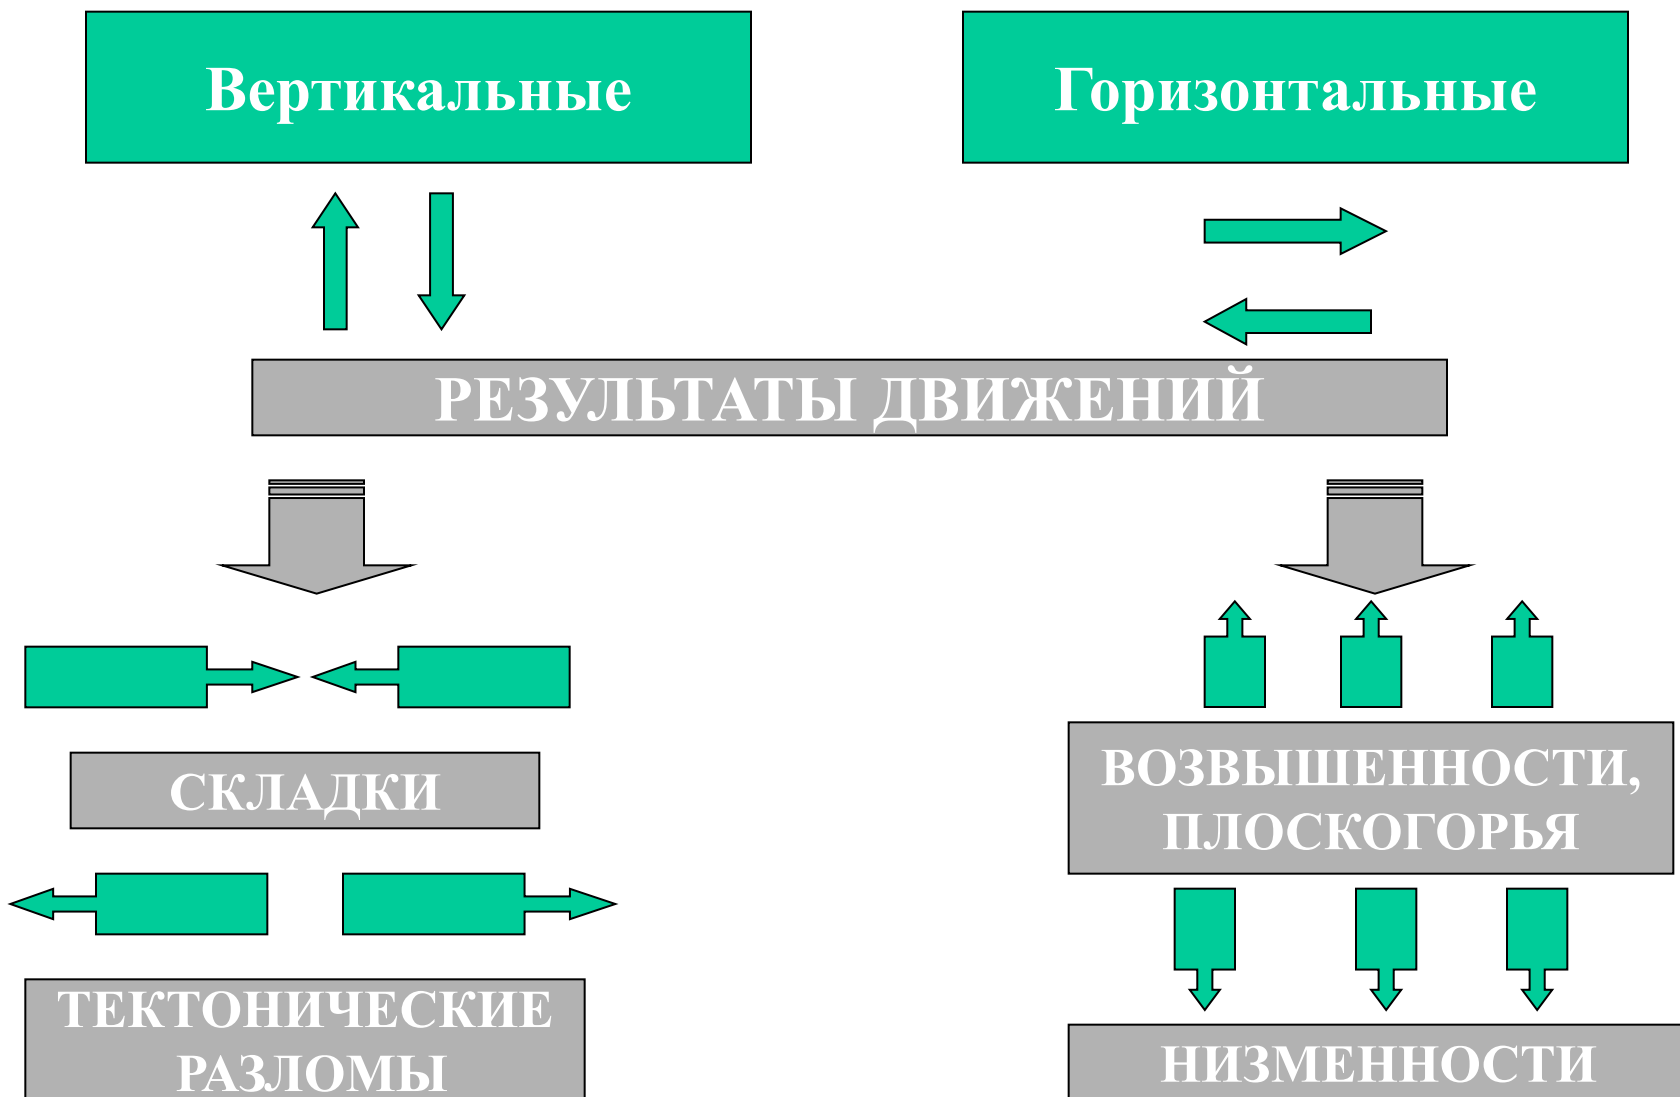 Вертикальные
Горизонтальные
РЕЗУЛЬТАТЫ ДВИЖЕНИЙ
СКЛАДКИ
ВОЗВЫШЕННОСТИ,
ПЛОСКОГОРЬЯ
ТЕКТОНИЧЕСКИЕ
РАЗЛОМЫ
НИЗМЕННОСТИ